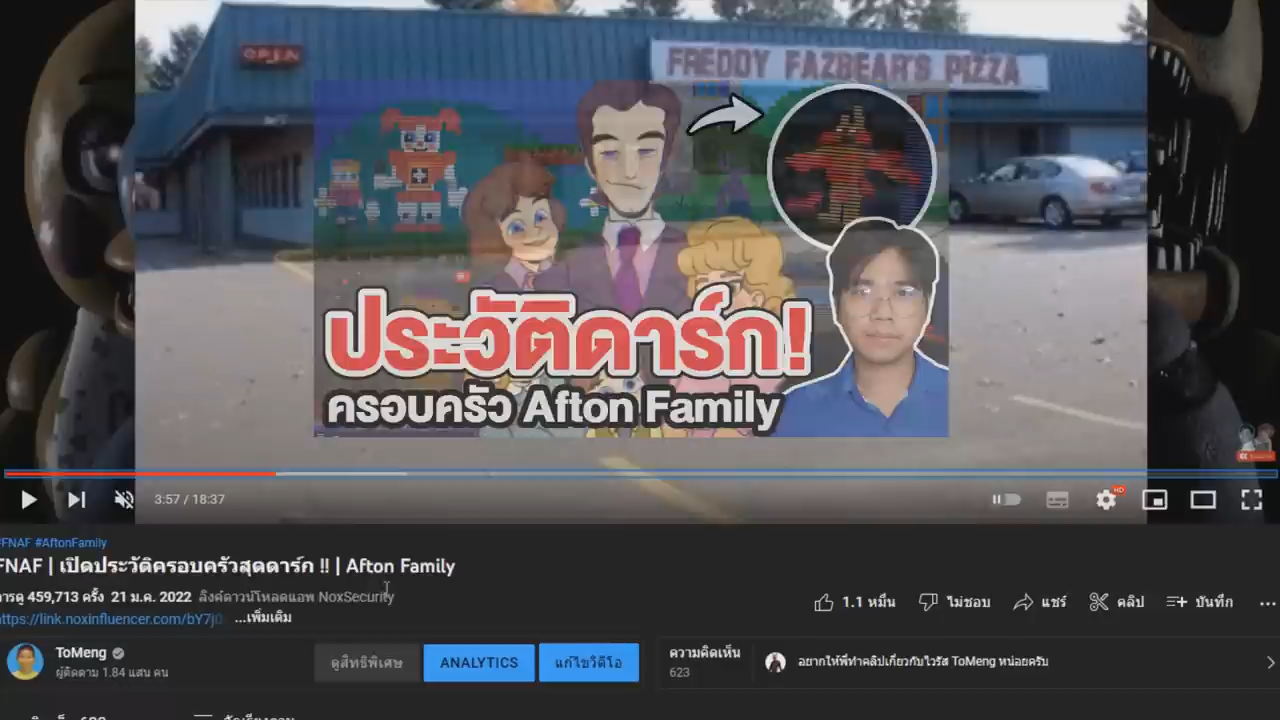 OPEN
FREDDY FAZBEAR'S PIZZA
ประวัติดาร์ก!
ครอบครัว Afton Family
3:57 / 18:37
HD
#FNAF #AftonFamily
FNAF | เปิดประวัติครอบครัวสุดดาร์ก !! | Afton Family
การดู 459,713 ครั้ง 21 ม.ค. 2022 ลิงค์ดาวน์โหลดแอพ NoxSecurity
https://link.noxinfluencer.com/bY7j0 ...เพิ่มเติม
1.1 หมื่น ไม่ชอบ แชร์ คลิป บันทึก
ToMeng
ผู้ติดตาม 1.84 แสน คน
ดูสิทธิพิเศษ ANALYTICS แก้ไขวิดีโอ
ความคิดเห็น
623
อยากให้พี่ทำคลิปเกี่ยวกับไวรัส ToMeng หน่อยครับ